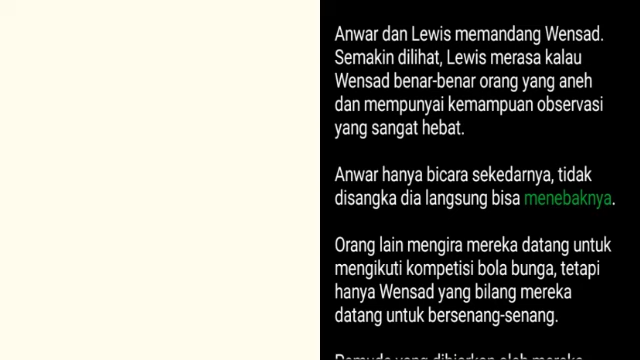 Anwar dan Lewis memandang Wensad.
Semakin dilihat, Lewis merasa kalau
Wensad benar-benar orang yang aneh
dan mempunyai kemampuan observasi
yang sangat hebat.
Anwar hanya bicara sekedarnya, tidak
disangka dia langsung bisa menebaknya.
Orang lain mengira mereka datang untuk
mengikuti kompetisi bola bunga, tetapi
hanya Wensad yang bilang mereka
datang untuk bersenang-senang.